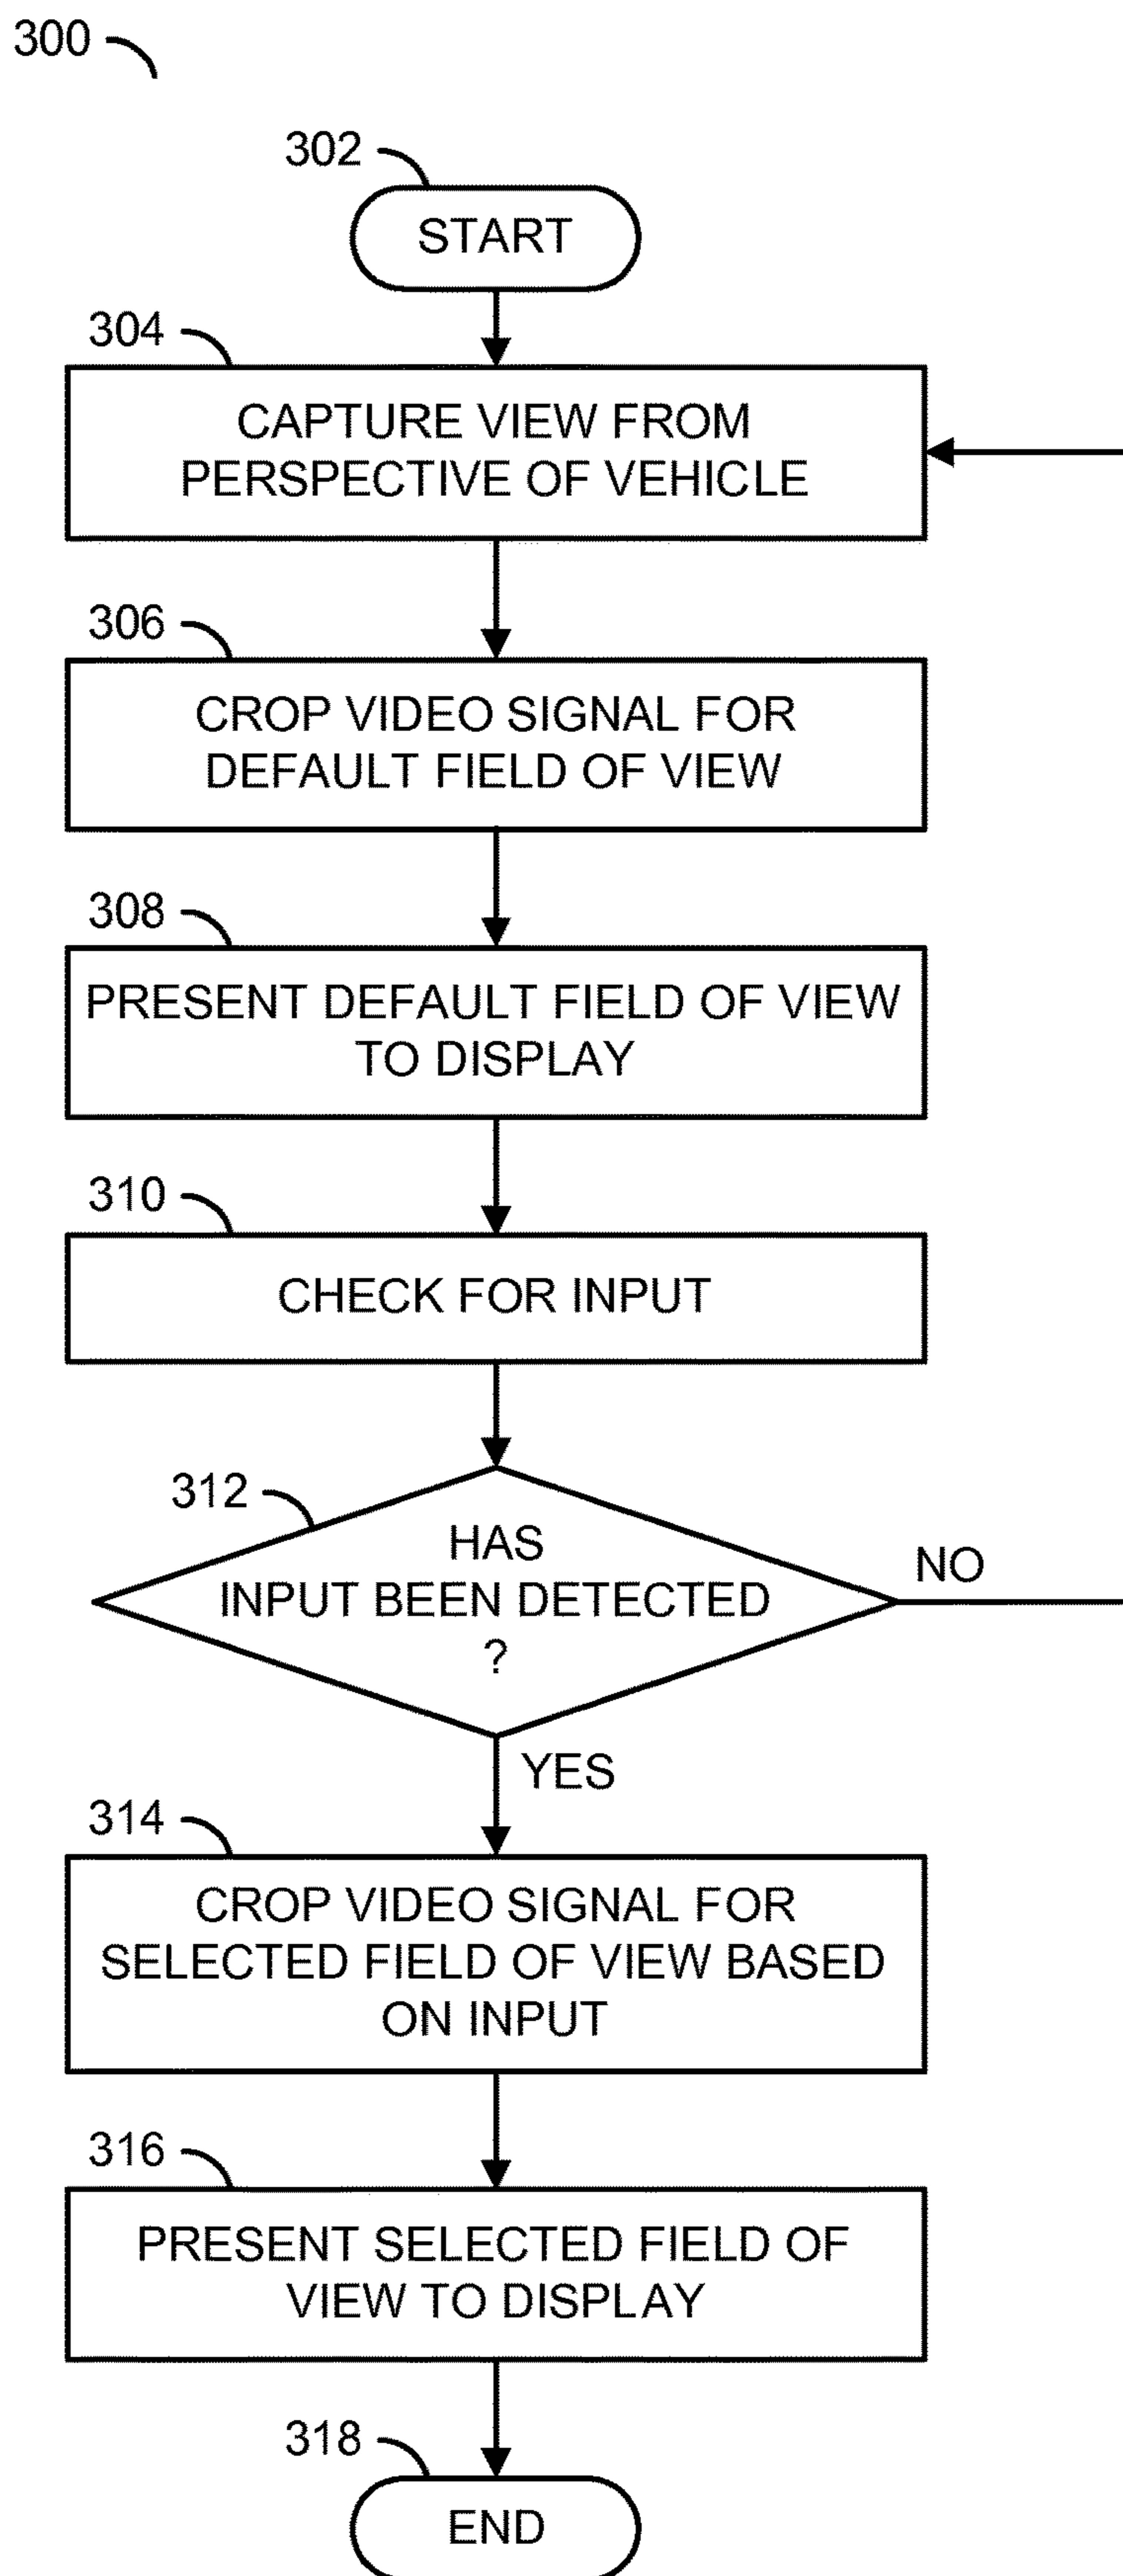 300
302
START
304
CAPTURE VIEW FROM
PERSPECTIVE OF VEHICLE
306
CROP VIDEO SIGNAL FOR
DEFAULT FIELD OF VIEW
308
PRESENT DEFAULT FIELD OF VIEW
TO DISPLAY
310
CHECK FOR INPUT
312
HAS
INPUT BEEN DETECTED
?
NO
YES
314
CROP VIDEO SIGNAL FOR
SELECTED FIELD OF VIEW BASED
ON INPUT
316
PRESENT SELECTED FIELD OF
VIEW TO DISPLAY
318
END